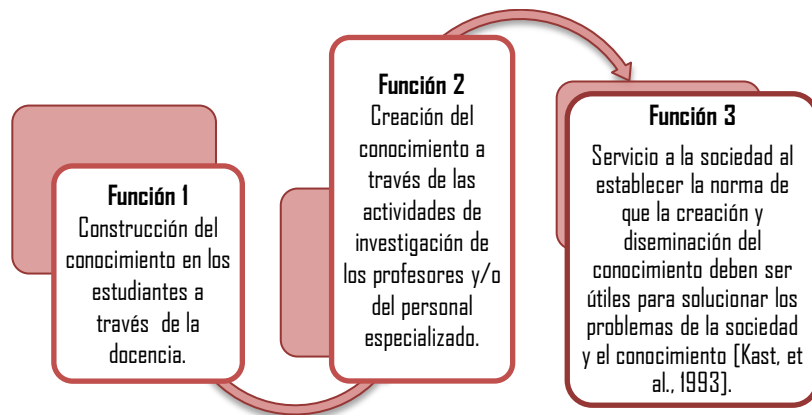 Función 1
Construcción del
conocimiento en los
estudiantes a
través de la
docencia.
Función 2
Creación del
conocimiento a
través de las
actividades de
investigación de
los profesores y/o
del personal
especializado.
Función 3
Servicio a la sociedad al
establecer la norma de
que la creación y
diseminación del
conocimiento deben ser
útiles para solucionar los
problemas de la sociedad
y el conocimiento [Kast, et
al., 1993].